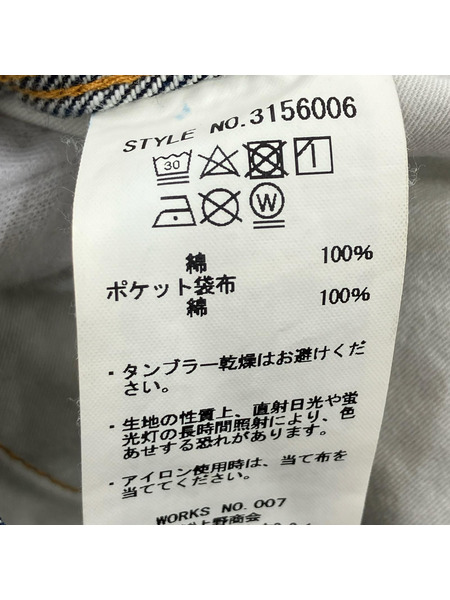 STYLE NO.3156006
30
W
綿 100%
ポケット袋布
綿 100%
・タンブラー乾燥はお避けくだ
さい。
・生地の性質上、直射日光や蛍
光灯の長時間照射により、色
あせする恐れがあります。
・アイロン使用時は、当て布を
当ててください。
WORKS NO.007
上野商会